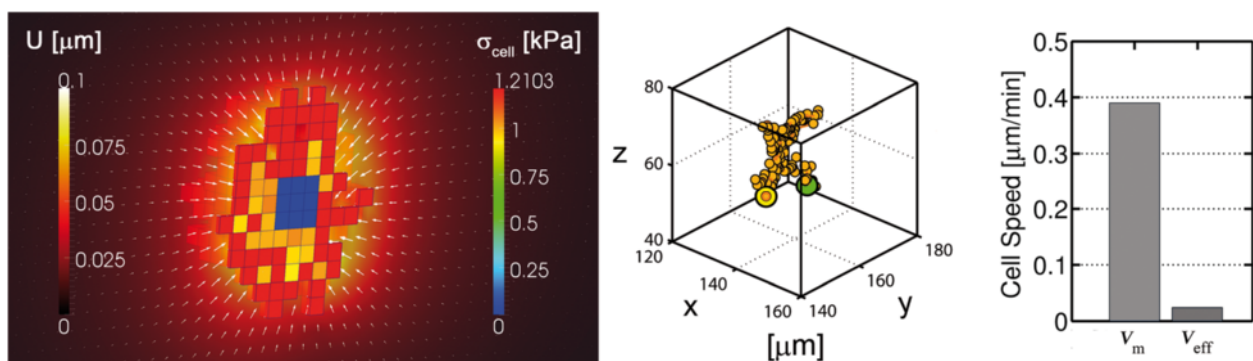 U [μm]
0.1
0.075
0.05
0.025
0
σcell [kPa]
1.2103
1
0.75
0.5
0.25
0
z
80
60
40
120
140
160
x
140
160
180
y
[μm]
Cell Speed [μm/min]
0.5
0.4
0.3
0.2
0.1
0
Vm
Veff